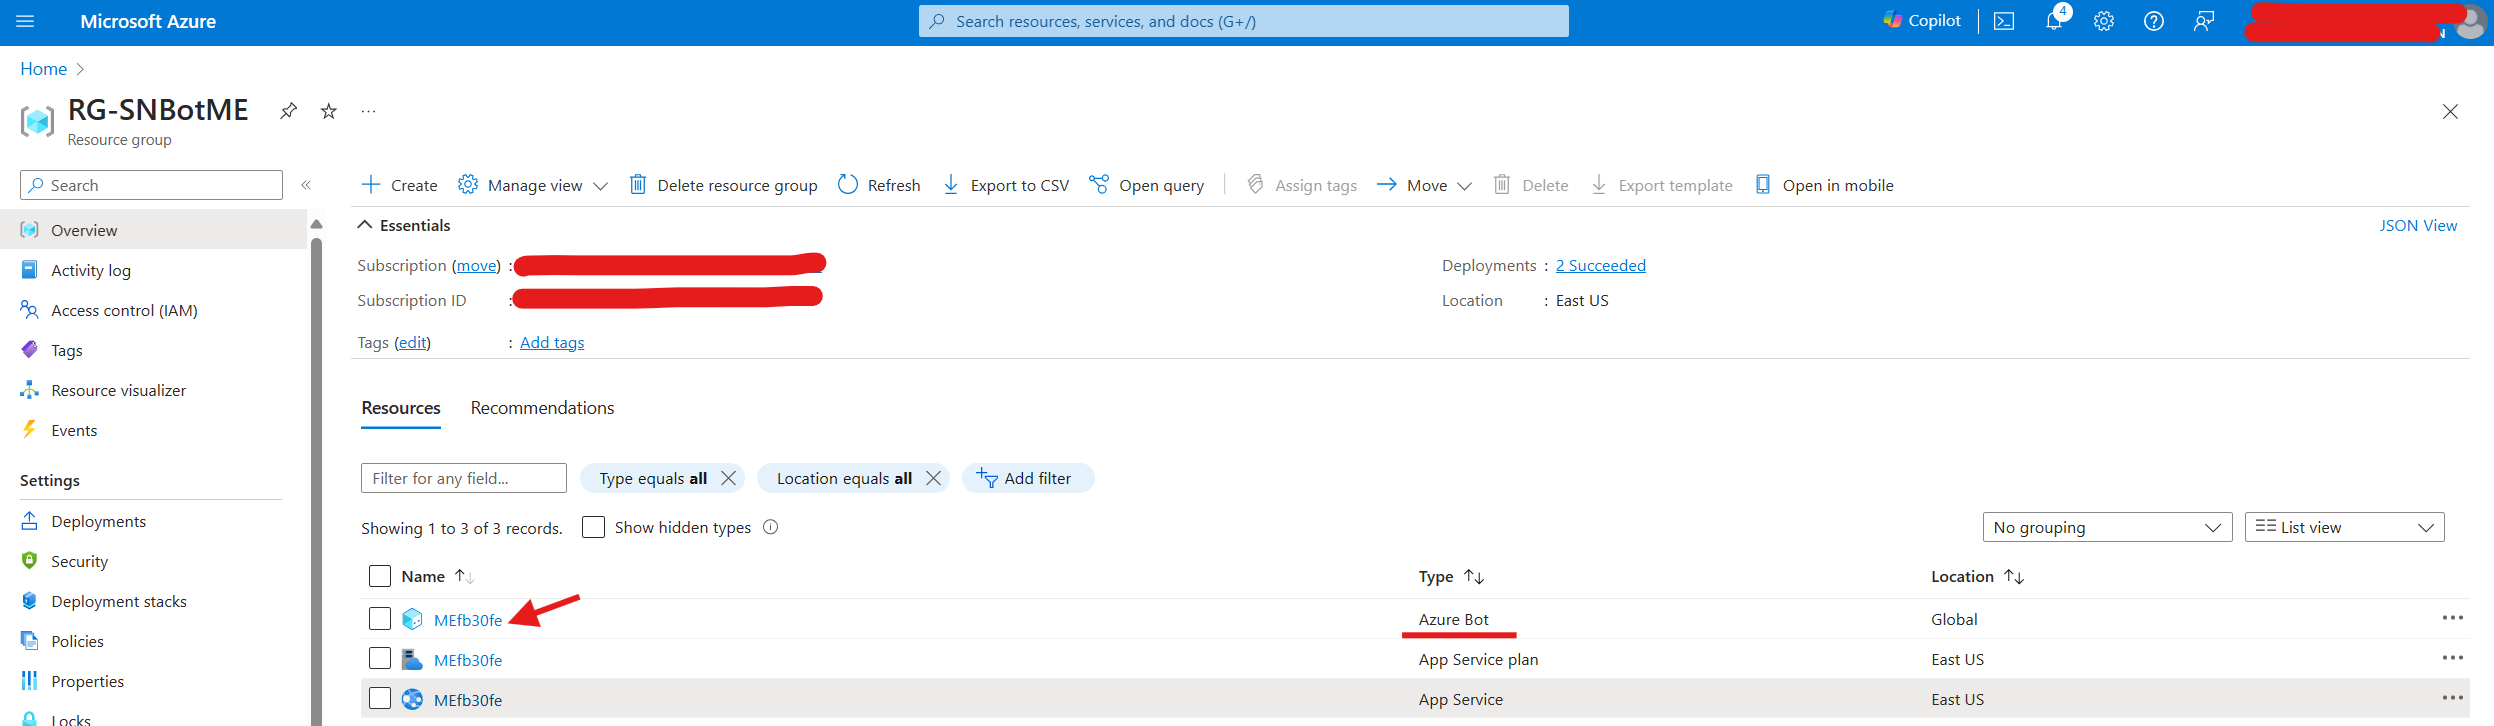 Microsoft Azure
Search resources, services, and docs (G+/)
Copilot
4
N
Home
RG-SNBotME
Resource group
Search
Create
Manage view
Delete resource group
Refresh
Export to CSV
Open query
Assign tags
Move
Delete
Export template
Open in mobile
Overview
Activity log
Access control (IAM)
Tags
Resource visualizer
Events
Settings
Deployments
Security
Deployment stacks
Policies
Properties
Locks
Essentials
JSON View
Subscription (move) :
Deployments : 2 Succeeded
Subscription ID :
Location : East US
Tags (edit) : Add tags
Resources Recommendations
Filter for any field...
Type equals all
Location equals all
Add filter
Showing 1 to 3 of 3 records.
Show hidden types
No grouping
List view
Name Type Location
MEfb30fe Azure Bot Global
MEfb30fe App Service plan East US
MEfb30fe App Service East US